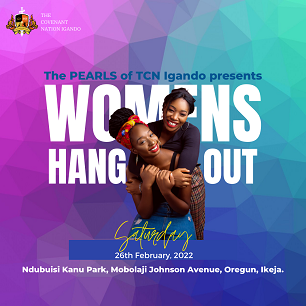 THE
COVENANT
NATION IGANDO
The PEARLS of TCN Igando presents
WOMENS
HANG OUT
Saturday
26th February, 2022
Ndubuisi Kanu Park, Mobolaji Johnson Avenue, Oregun, Ikeja.